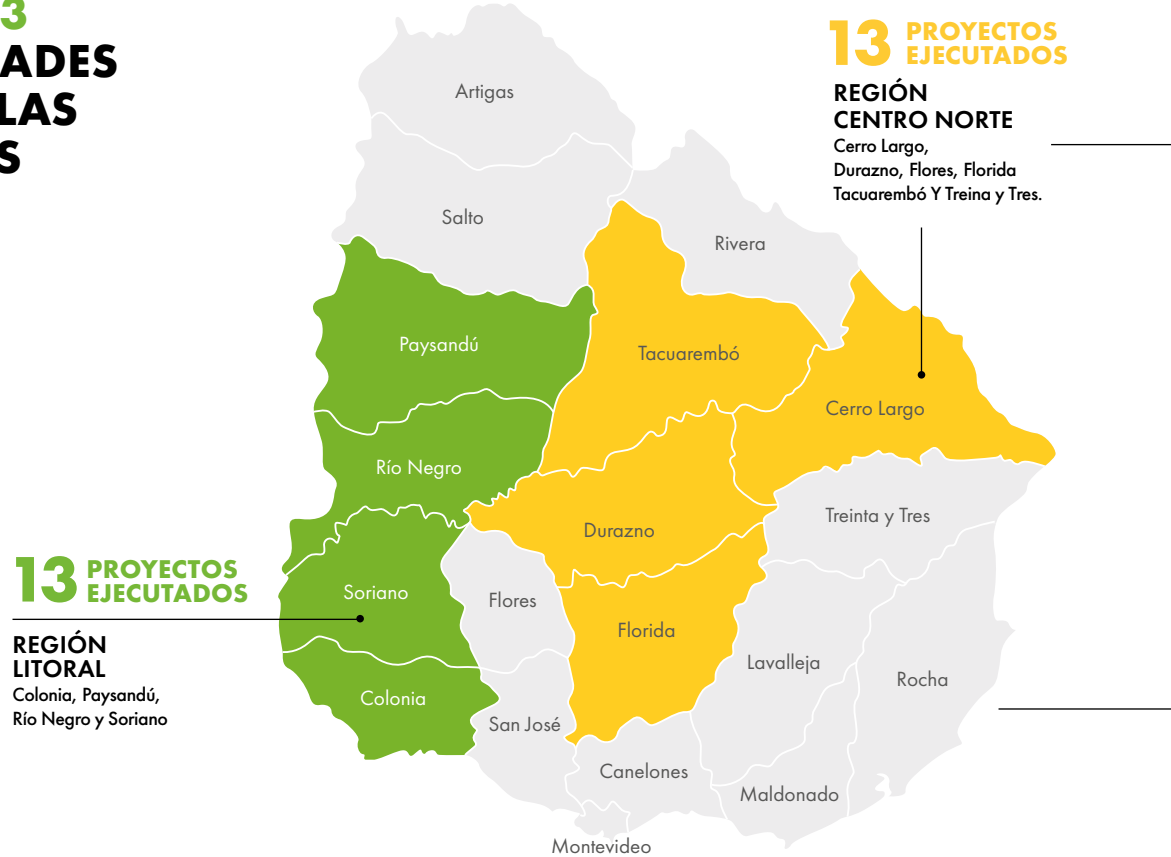 3
ADES
LAS
S
13 PROYECTOS
EJECUTADOS
REGIÓN
CENTRO NORTE
Cerro Largo,
Durazno, Flores, Florida
Tacuarembó Y Treina y Tres.
Artigas
Salto
Rivera
Paysandú
Tacuarembó
Cerro Largo
Río Negro
Treinta y Tres
Durazno
13 PROYECTOS
EJECUTADOS
REGIÓN
LITORAL
Colonia, Paysandú,
Río Negro y Soriano
Soriano
Flores
Florida
Lavalleja
Rocha
Colonia
San José
Canelones
Maldonado
Montevideo